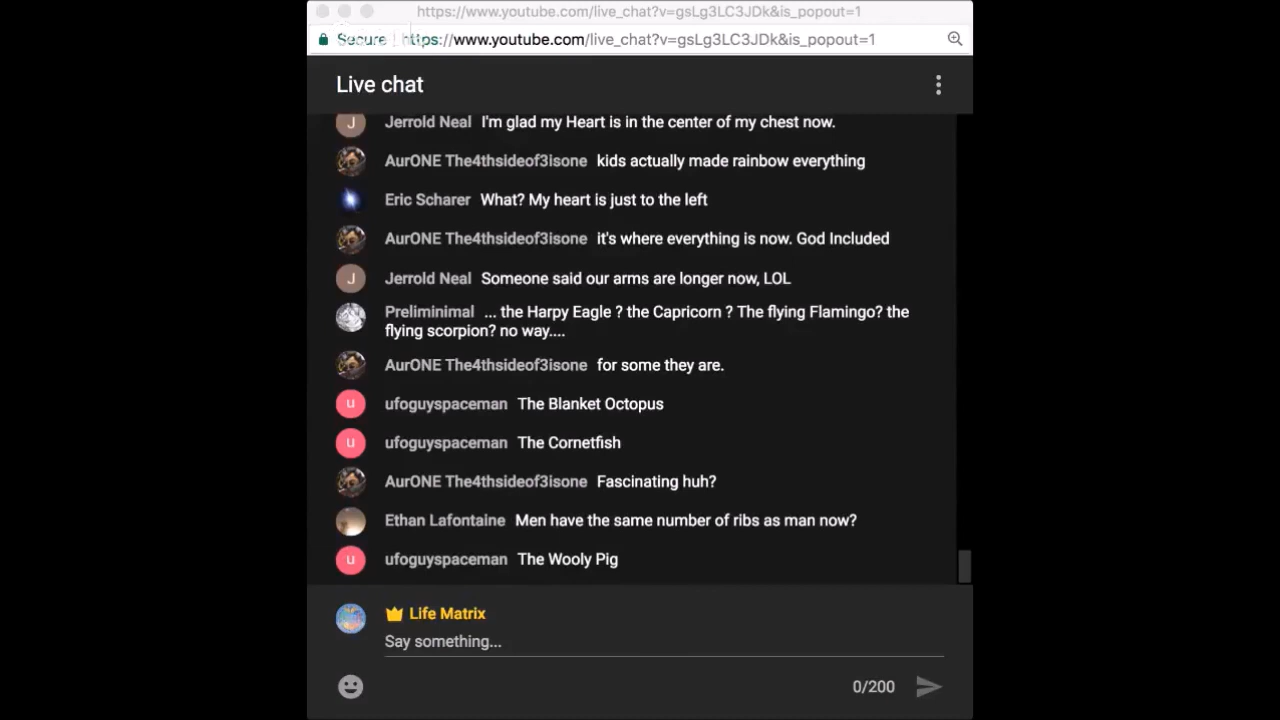 https://www.youtube.com/live_chat?v=gsLg3LC3JDk&is_popout=1
Secure https://www.youtube.com/live_chat?v=gsLg3LC3JDk&is_popout=1
Live chat
J Jerrold Neal I'm glad my Heart is in the center of my chest now.
AurONE The4thsideof3isone kids actually made rainbow everything
Eric Scharer What? My heart is just to the left
AurONE The4thsideof3isone it's where everything is now. God Included
J Jerrold Neal Someone said our arms are longer now, LOL
Preliminimal ... the Harpy Eagle ? the Capricorn ? The flying Flamingo? the
flying scorpion? no way....
AurONE The4thsideof3isone for some they are.
u ufoguyspaceman The Blanket Octopus
u ufoguyspaceman The Cornetfish
AurONE The4thsideof3isone Fascinating huh?
Ethan Lafontaine Men have the same number of ribs as man now?
u ufoguyspaceman The Wooly Pig
Life Matrix
Say something...
0/200